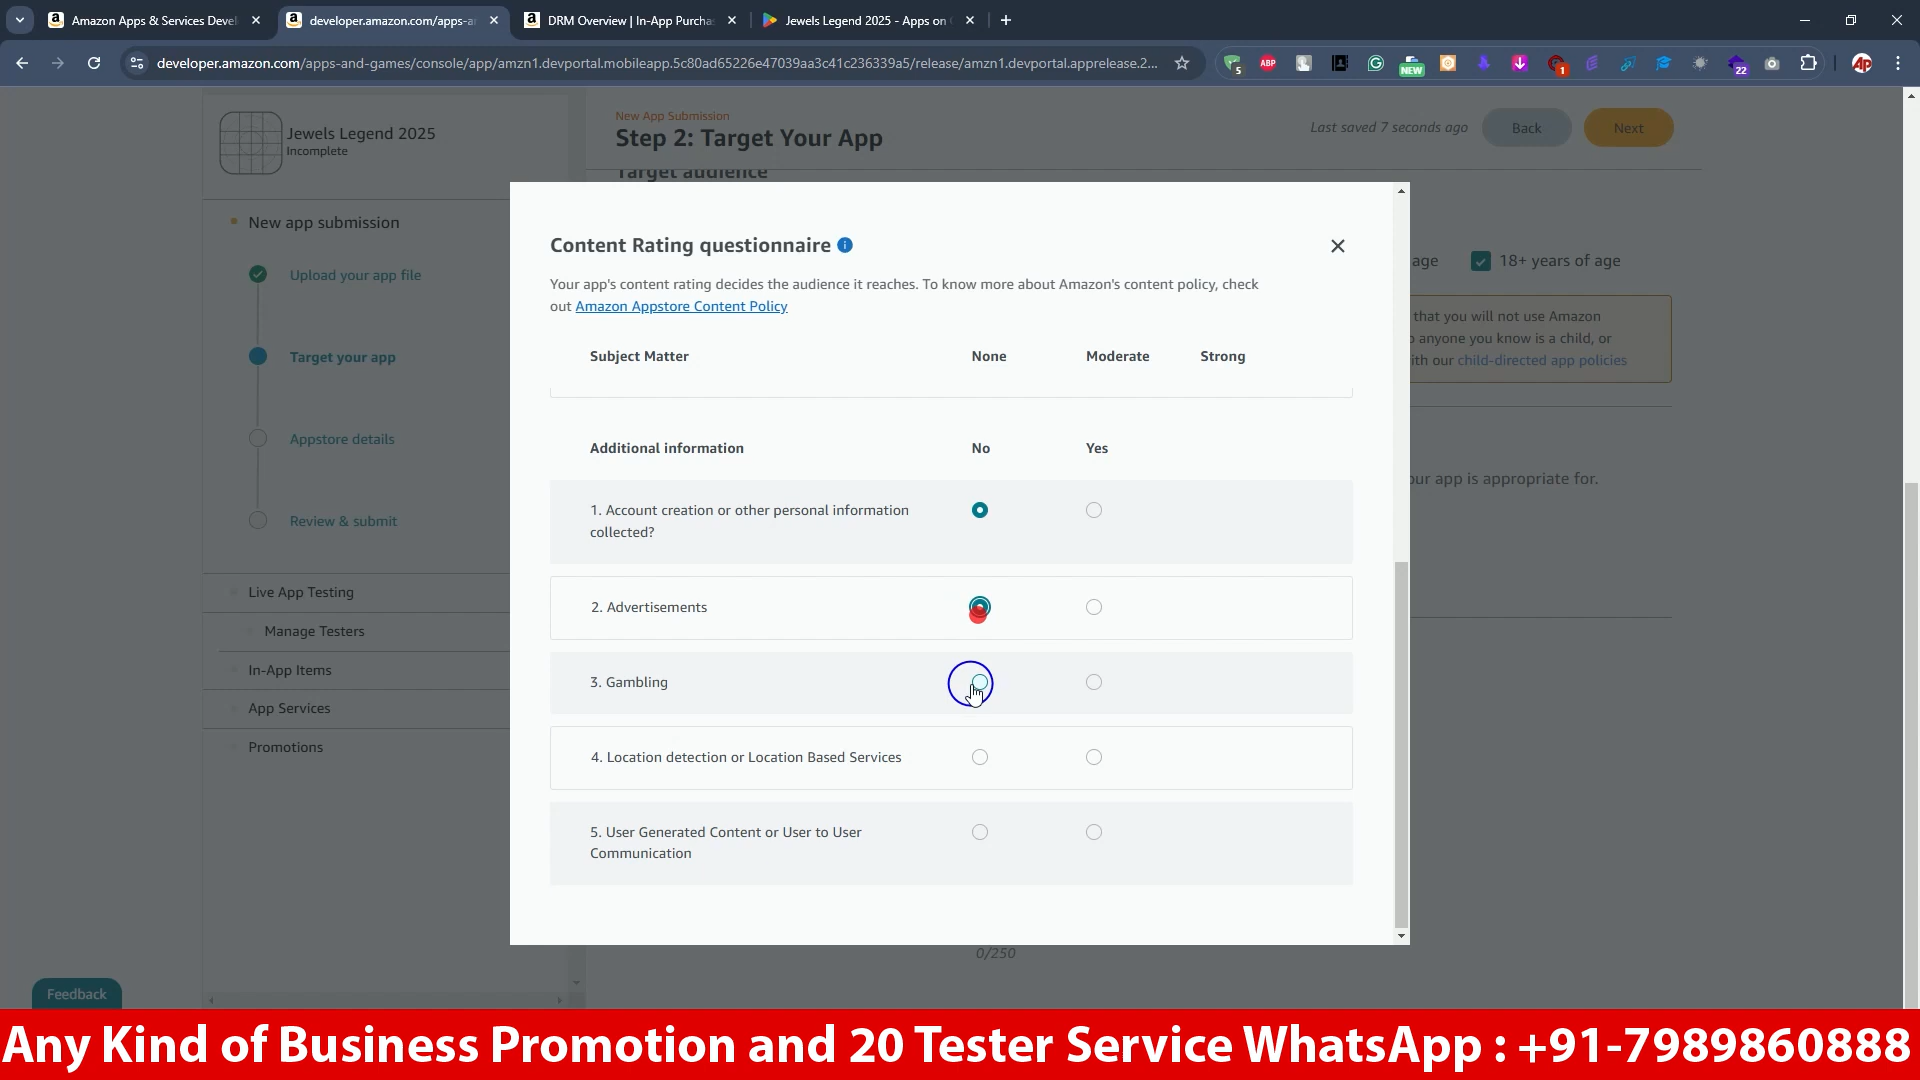 Amazon Apps & Services Devel
developer.amazon.com/apps-a
DRM Overview | In-App Purcha
Jewels Legend 2025 - Apps on
developer.amazon.com/apps-and-games/console/app/amzn1.devportal.mobileapp.5c80ad65226e47039aa3c41c236339a5/release/amzn1.devportal.apprelease.2...
5
ABP
NEW
1
22
Jewels Legend 2025
Incomplete
New App Submission
Step 2: Target Your App
Last saved 7 seconds ago
Back
Next
Target audience
New app submission
Upload your app file
Target your app
Appstore details
Review & submit
Live App Testing
Manage Testers
In-App Items
App Services
Promotions
Feedback
age
18+ years of age
that you will not use Amazon
anyone you know is a child, or
ith our child-directed app policies
our app is appropriate for.
Content Rating questionnaire
Your app's content rating decides the audience it reaches. To know more about Amazon's content policy, check
out Amazon Appstore Content Policy
Subject Matter None Moderate Strong
Additional information No Yes
1. Account creation or other personal information
collected?
2. Advertisements
3. Gambling
4. Location detection or Location Based Services
5. User Generated Content or User to User
Communication
0/250
Any Kind of Business Promotion and 20 Tester Service WhatsApp : +91-7989860888